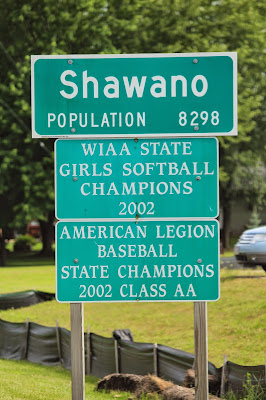 Shawano
POPULATION 8298
WIAA STATE
GIRLS SOFTBALL
CHAMPIONS
2002
AMERICAN LEGION
BASEBALL
STATE CHAMPIONS
2002 CLASS AA